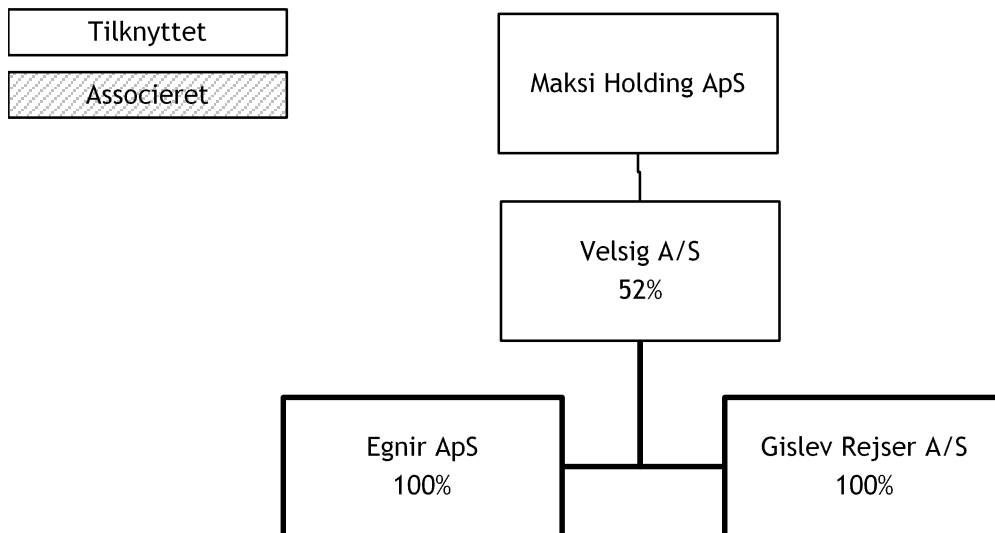 Tilknyttet
Associeret
Maksi Holding ApS
Velsig A/S
52%
Egnir ApS
100%
Gislev Rejser A/S
100%